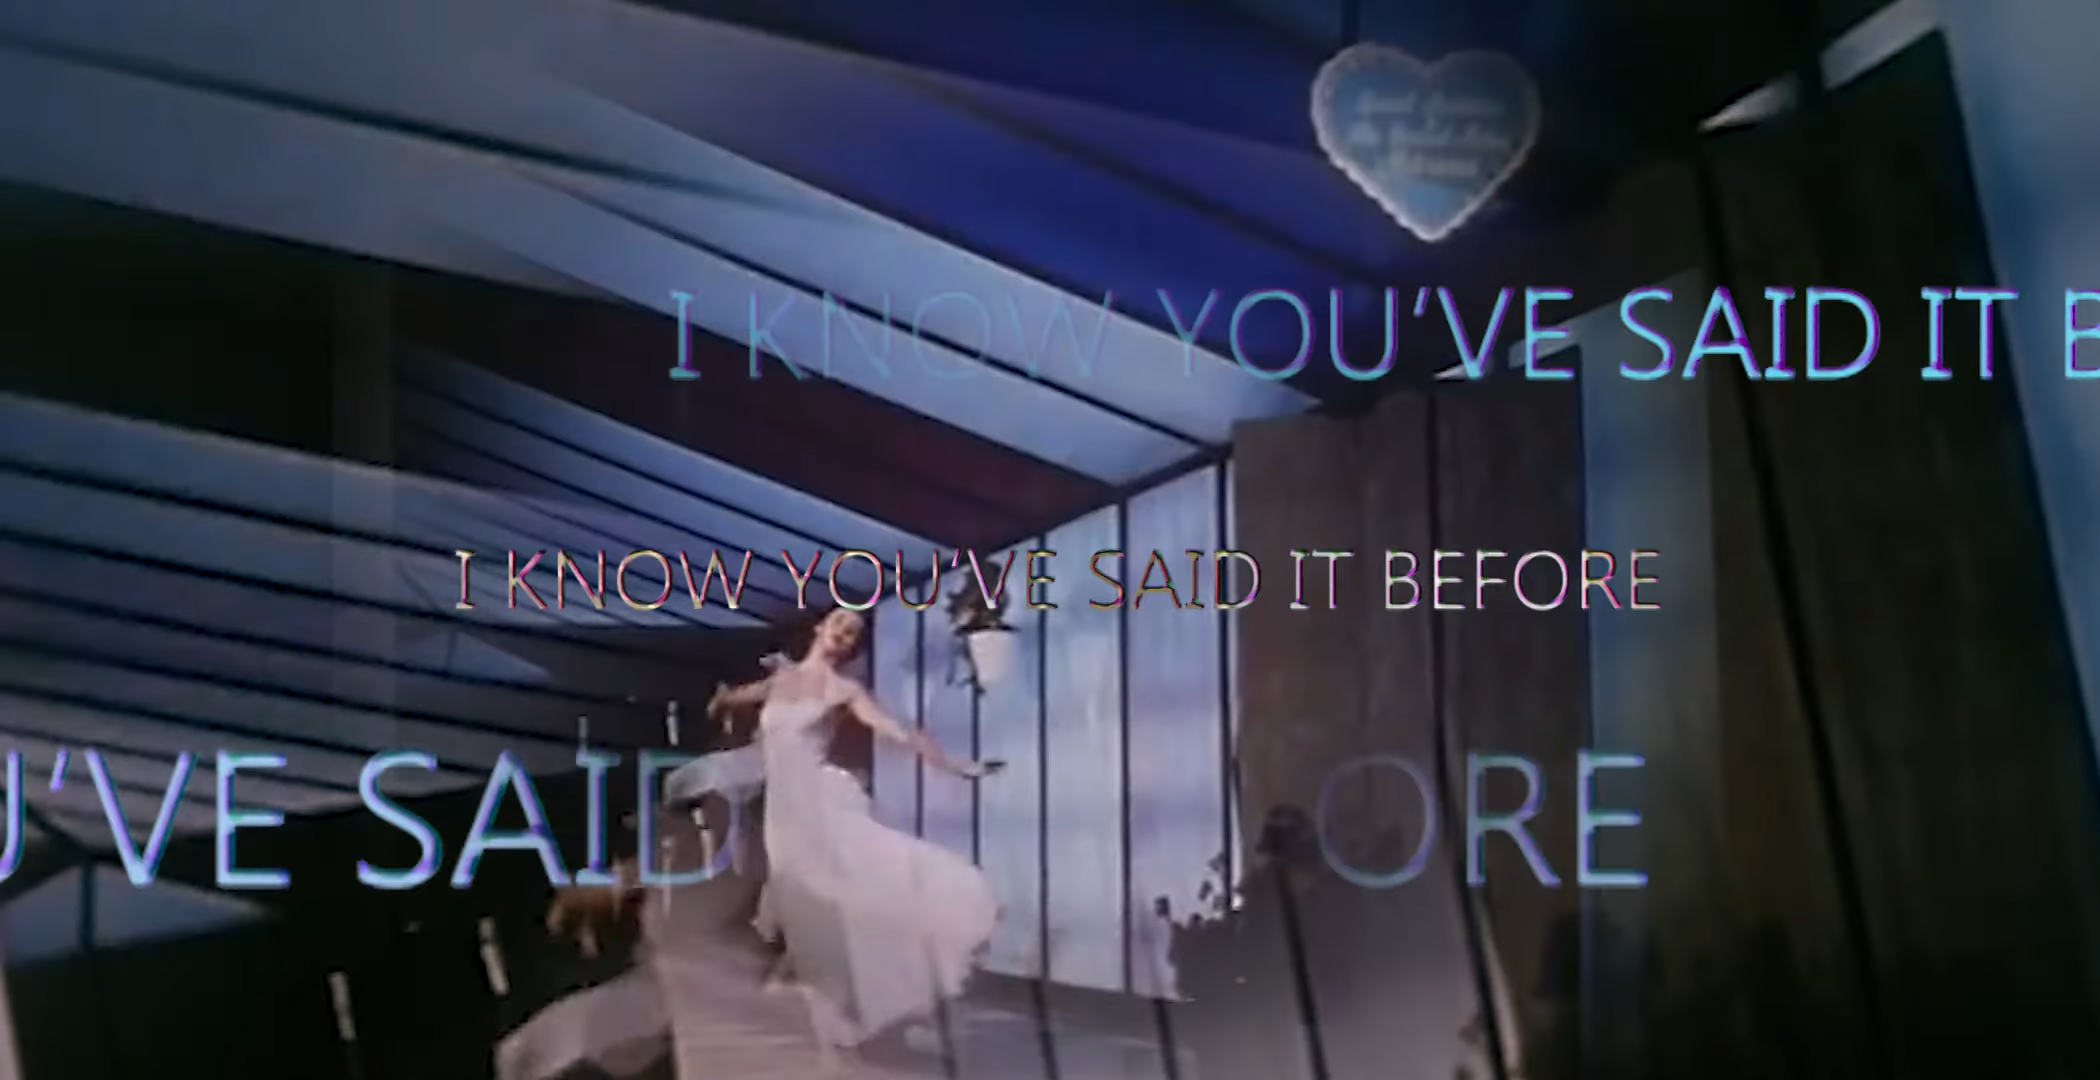 I KNOW YOU'VE SAID IT B
I KNOW YOU'VE SAID IT BEFORE
U'VE SAID ORE